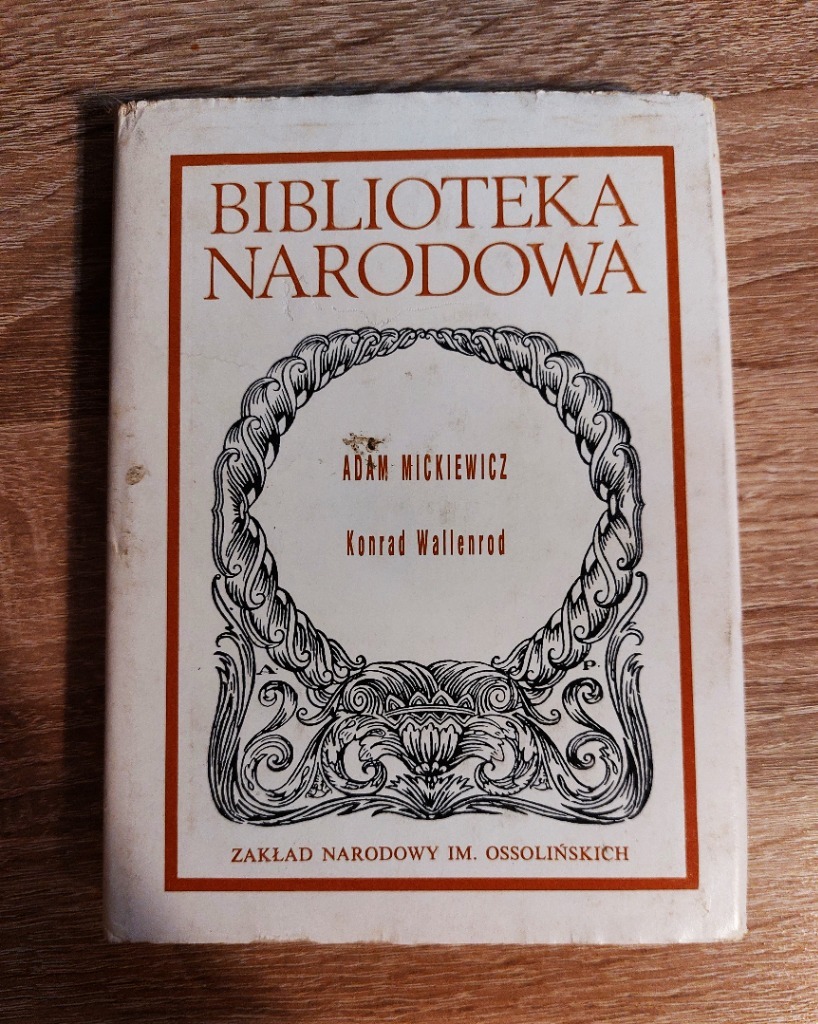 BIBLIOTEKA
NARODOWA
ADAM MICKIEWICZ
Konrad Wallenrod
A P.
ZAKŁAD NARODOWY IM. OSSOLIŃSKICH